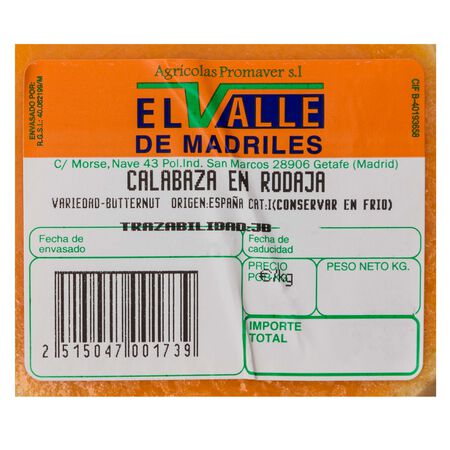 Agrícolas Promaver s.l
EL VALLE
DE MADRILES
ENVASADO POR:
R.G.S.I.: 40.062199/M
CIF B-40193658
C/ Morse, Nave 43 Pol.Ind. San Marcos 28906 Getafe (Madrid)
CALABAZA EN RODAJA
VARIEDAD-BUTTERNUT ORIGEN:ESPAÑA CAT:I(CONSERVAR EN FRIO)
TRAZABILIDAD:JB
Fecha de
envasado
Fecha de
caducidad
PRECIO
€/kg
PESO NETO KG.
IMPORTE
TOTAL
2 515047 001739